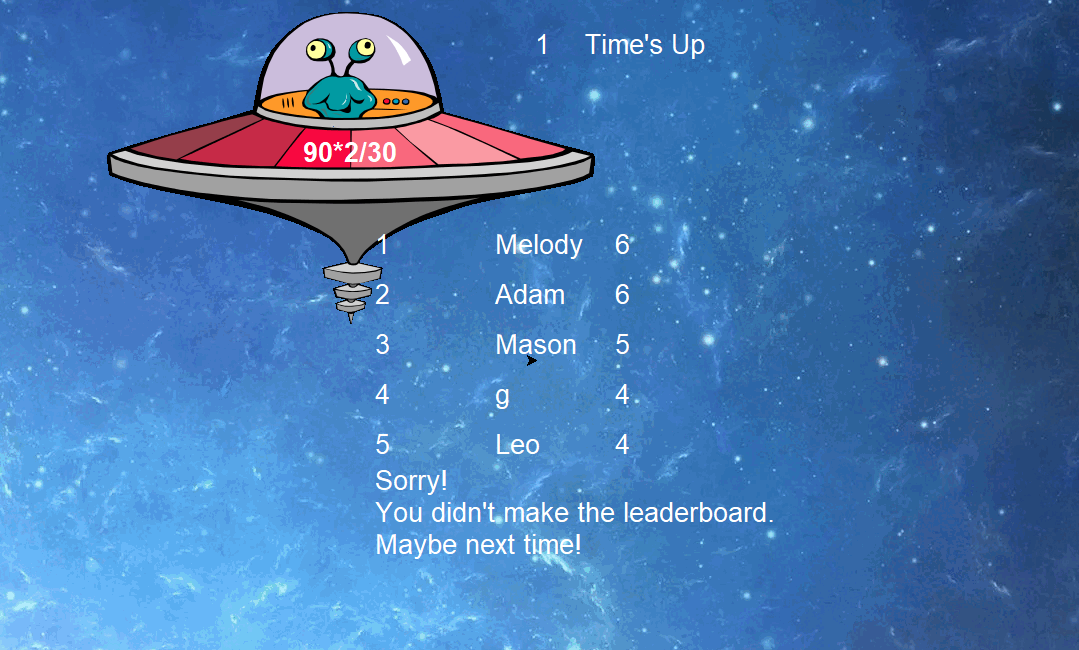 1 Time's Up
90*2/30
1 Melody 6
2 Adam 6
3 Mason 5
4 g 4
5 Leo 4
Sorry!
You didn't make the leaderboard.
Maybe next time!